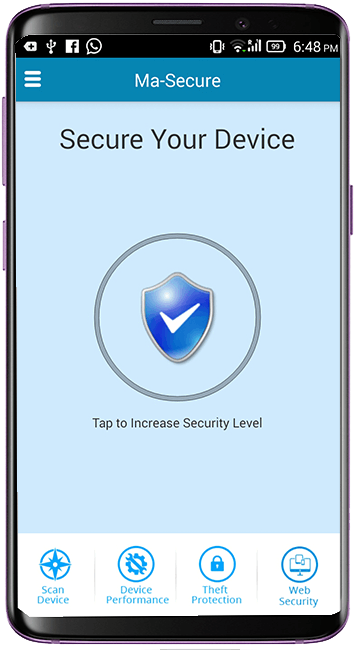 99 6:48 PM
Ma-Secure
Secure Your Device
Tap to Increase Security Level
Scan Device
Device Performance
Theft Protection
Web Security